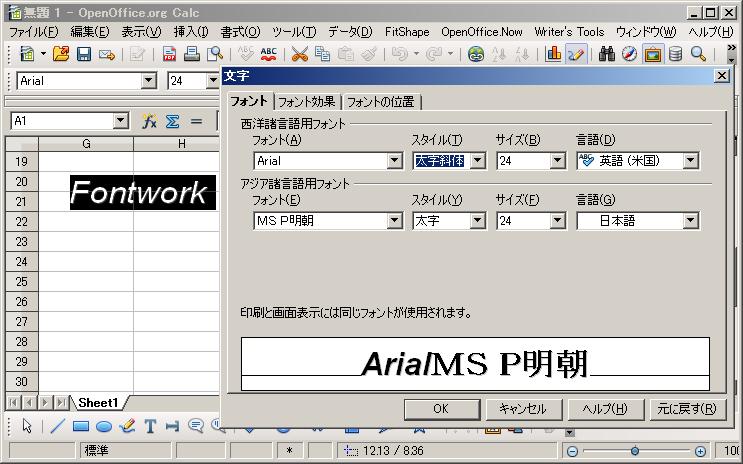 無題 1 - OpenOffice.org Calc
ファイル(F) 編集(E) 表示(V) 挿入(I) 書式(O) ツール(T) データ(D) FitShape OpenOffice.Now Writer's Tools ウィンドウ(W) ヘルプ(H)
Arial 24
A1
G H
文字
フォント フォント効果 フォントの位置
西洋諸言語用フォント
フォント(A) スタイル(T) サイズ(B) 言語(D)
Arial 太字斜体 24 英語 (米国)
アジア諸言語用フォント
フォント(E) スタイル(Y) サイズ(F) 言語(G)
MS P明朝 太字 24 日本語
印刷と画面表示には同じフォントが使用されます。
ArialMS P明朝
OK キャンセル ヘルプ(H) 元に戻す(R)
19
20
Fontwork
21
22
23
24
25
26
27
28
29
30
Sheet1
標準 * 12.13 / 8.36